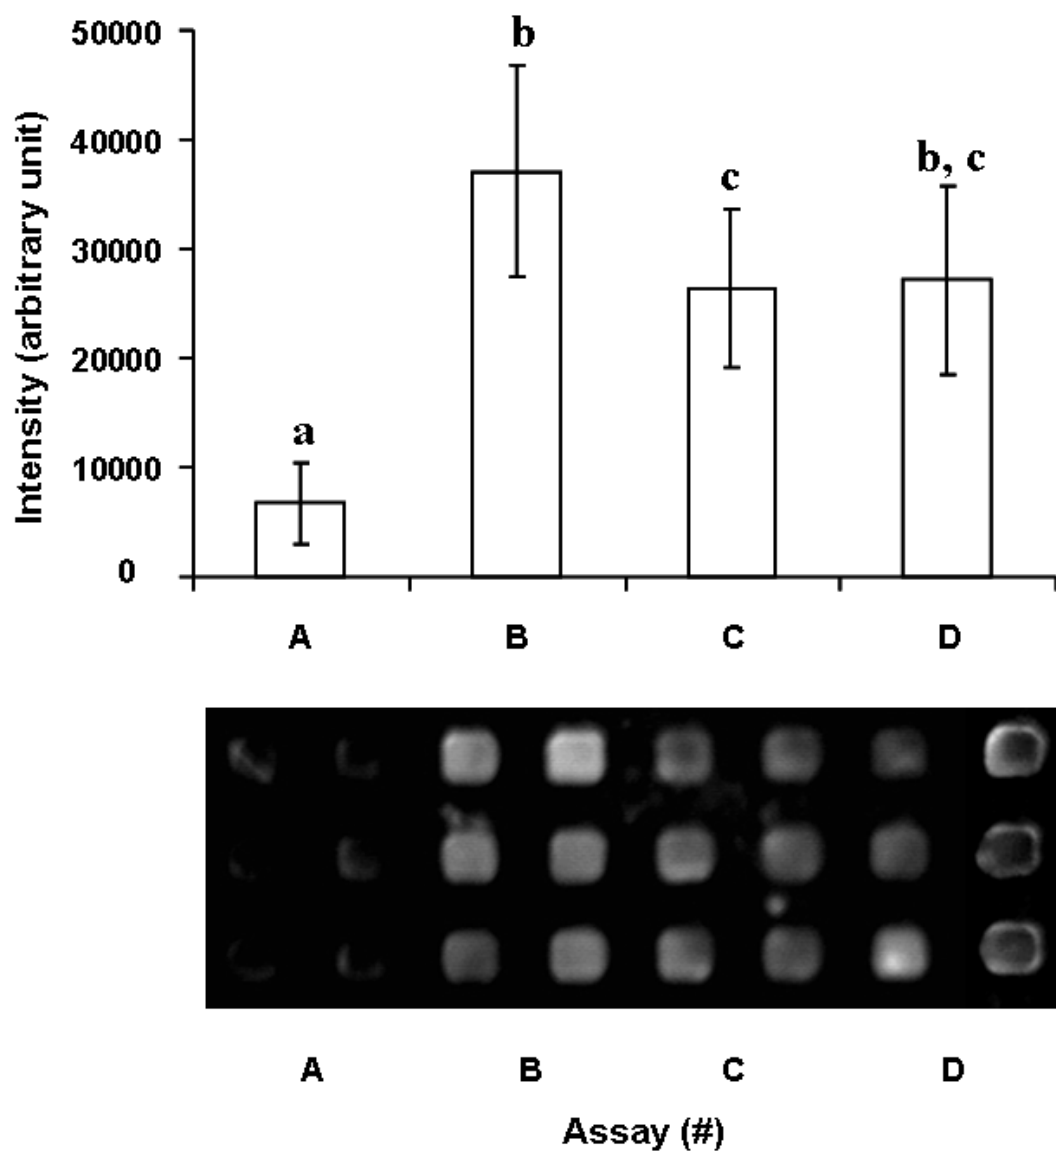 Intensity (arbitrary unit)
50000
40000
30000
20000
10000
0
a
b
c
b, c
A B C D
A B C D
Assay (#)